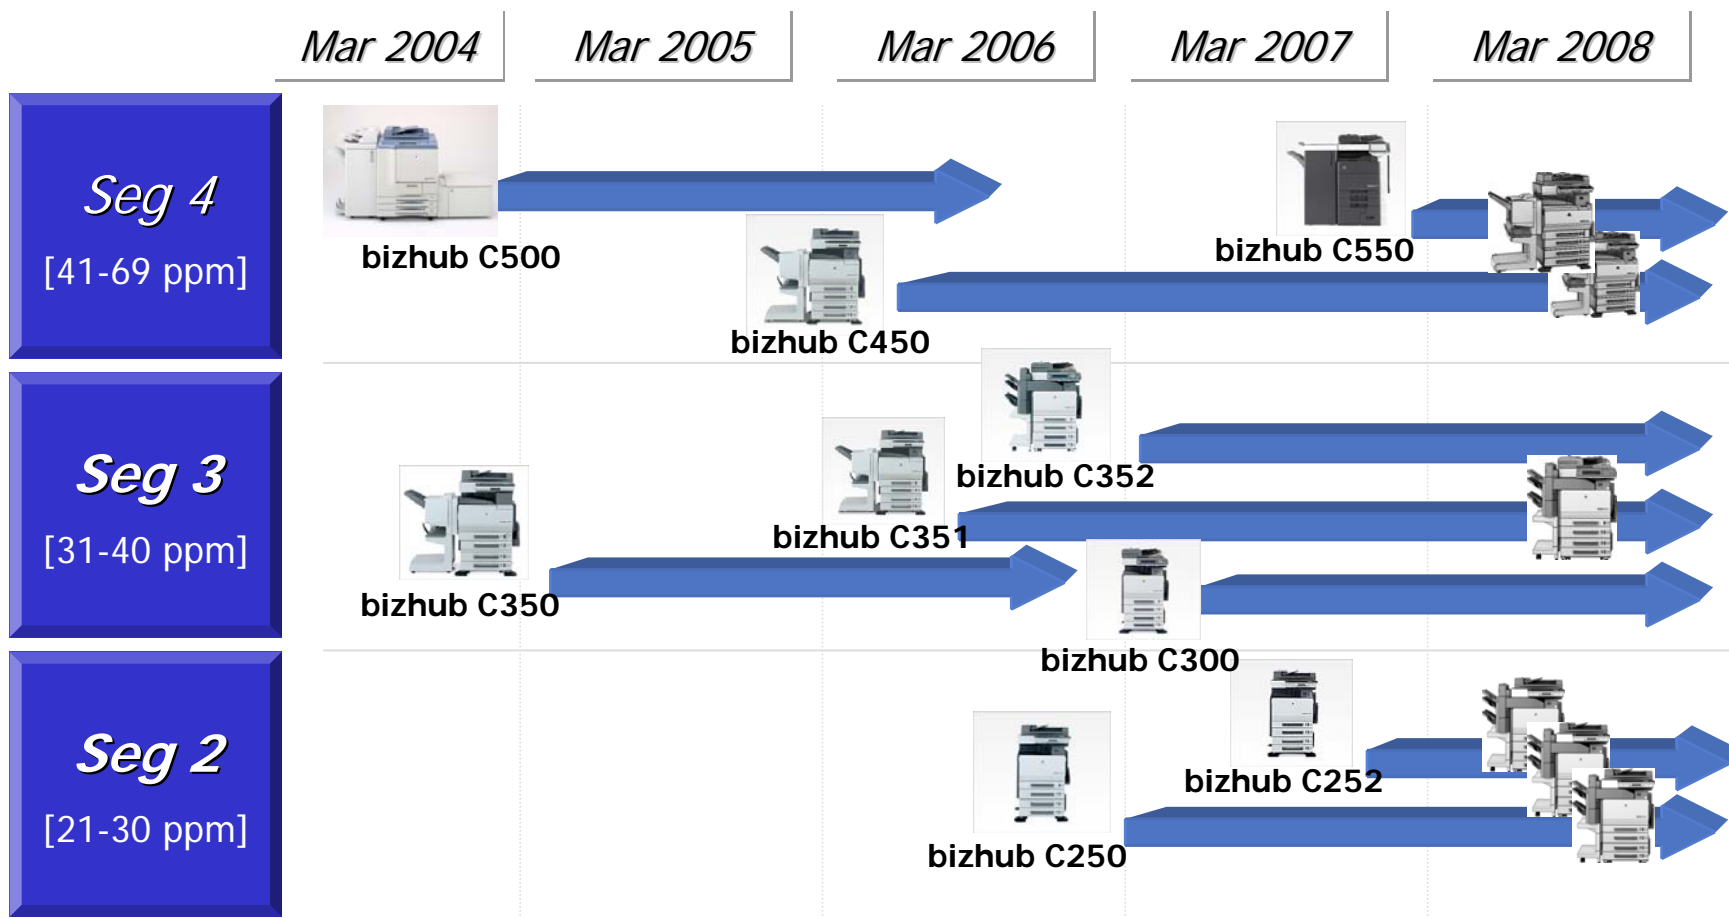 Mar 2004
Mar 2005
Mar 2006
Mar 2007
Mar 2008
Seg 4
[41-69 ppm]
bizhub C500
bizhub C550
bizhub C450
Seg 3
[31-40 ppm]
bizhub C352
bizhub C351
bizhub C350
bizhub C300
Seg 2
[21-30 ppm]
bizhub C252
bizhub C250